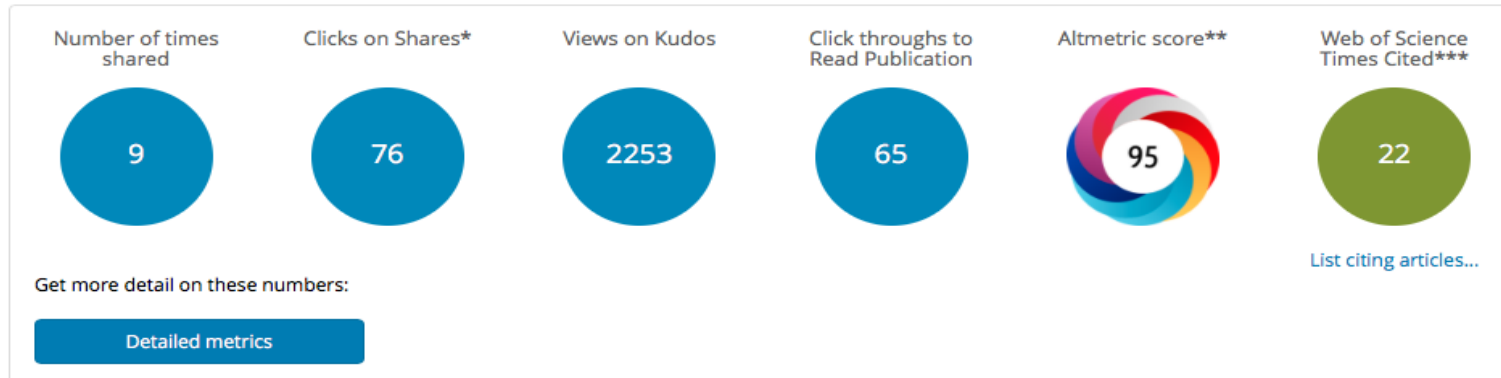 Number of times
shared
Clicks on Shares*
Views on Kudos
Click throughs to
Read Publication
Altmetric score**
Web of Science
Times Cited***
9
76
2253
65
95
22
List citing articles...
Get more detail on these numbers:
Detailed metrics